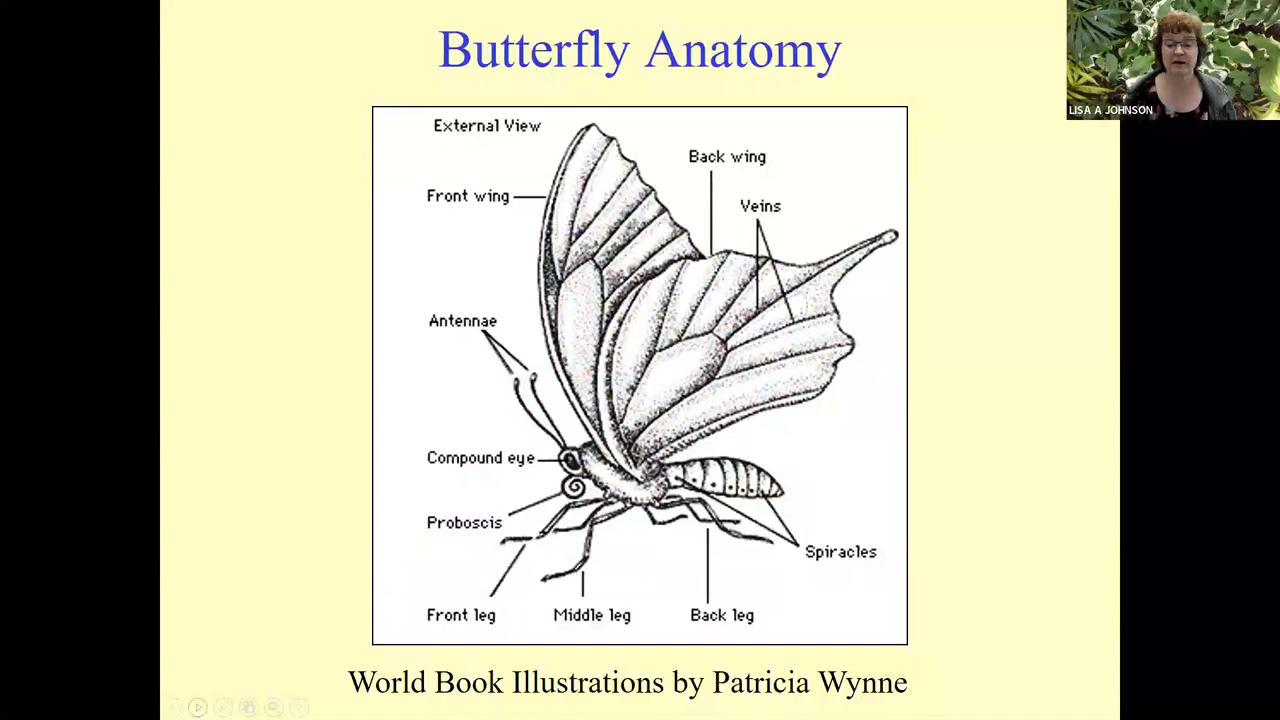 Butterfly Anatomy
LISA A JOHNSON
External View
Back wing
Front wing
Veins
Antennae
Compound eye
Proboscis
Spiracles
Front leg
Middle leg
Back leg
World Book Illustrations by Patricia Wynne